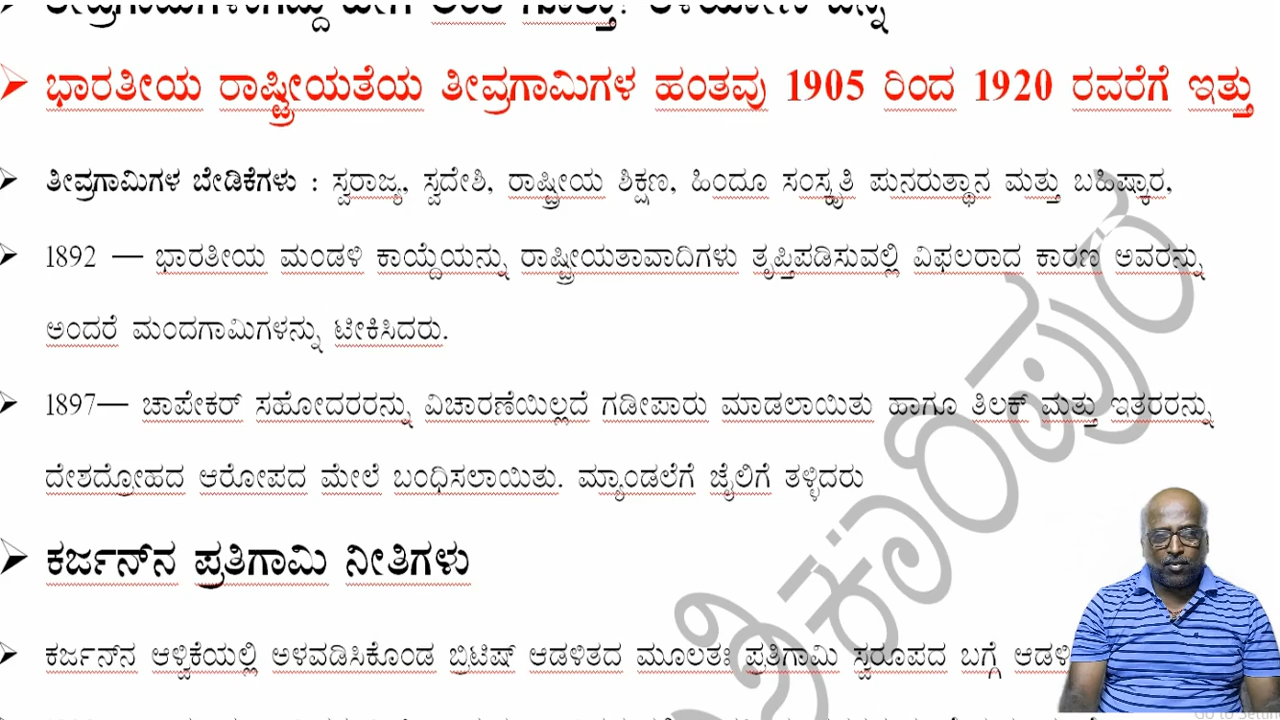 ಭಾರತೀಯ ರಾಷ್ಟ್ರೀಯತೆಯ ತೀವ್ರಗಾಮಿಗಳ ಹಂತವು 1905 ರಿಂದ 1920 ರವರೆಗೆ ಇತ್ತು
ತೀವ್ರಗಾಮಿಗಳ ಬೇಡಿಕೆಗಳು : ಸ್ವರಾಜ್ಯ, ಸ್ವದೇಶಿ, ರಾಷ್ಟ್ರೀಯ ಶಿಕ್ಷಣ, ಹಿಂದೂ ಸಂಸ್ಕೃತಿ ಪುನರುತ್ಥಾನ ಮತ್ತು ಬಹಿಷ್ಕಾರ,
1892 — ಭಾರತೀಯ ಮಂಡಳಿ ಕಾಯ್ದೆಯನ್ನು ರಾಷ್ಟ್ರೀಯತಾವಾದಿಗಳು ತೃಪ್ತಿಪಡಿಸುವಲ್ಲಿ ವಿಫಲರಾದ ಕಾರಣ ಅವರನ್ನು
ಅಂದರೆ ಮಂದಗಾಮಿಗಳನ್ನು ಟೀಕಿಸಿದರು.
1897— ಚಾಪೇಕರ್ ಸಹೋದರರನ್ನು ವಿಚಾರಣೆಯಿಲ್ಲದೆ ಗಡೀಪಾರು ಮಾಡಲಾಯಿತು ಹಾಗೂ ತಿಲಕ್ ಮತ್ತು ಇತರರನ್ನು
ದೇಶದ್ರೋಹದ ಆರೋಪದ ಮೇಲೆ ಬಂಧಿಸಲಾಯಿತು. ಮ್ಯಾಂಡಲೆಗೆ ಜೈಲಿಗೆ ತಳ್ಳಿದರು
ಕರ್ಜನ್‌ನ ಪ್ರತಿಗಾಮಿ ನೀತಿಗಳು
ಕರ್ಜನ್‌ನ ಆಳ್ವಿಕೆಯಲ್ಲಿ ಅಳವಡಿಸಿಕೊಂಡ ಬ್ರಿಟಿಷ್ ಆಡಳಿತದ ಮೂಲತಃ ಪ್ರತಿಗಾಮಿ ಸ್ವರೂಪದ ಬಗ್ಗೆ